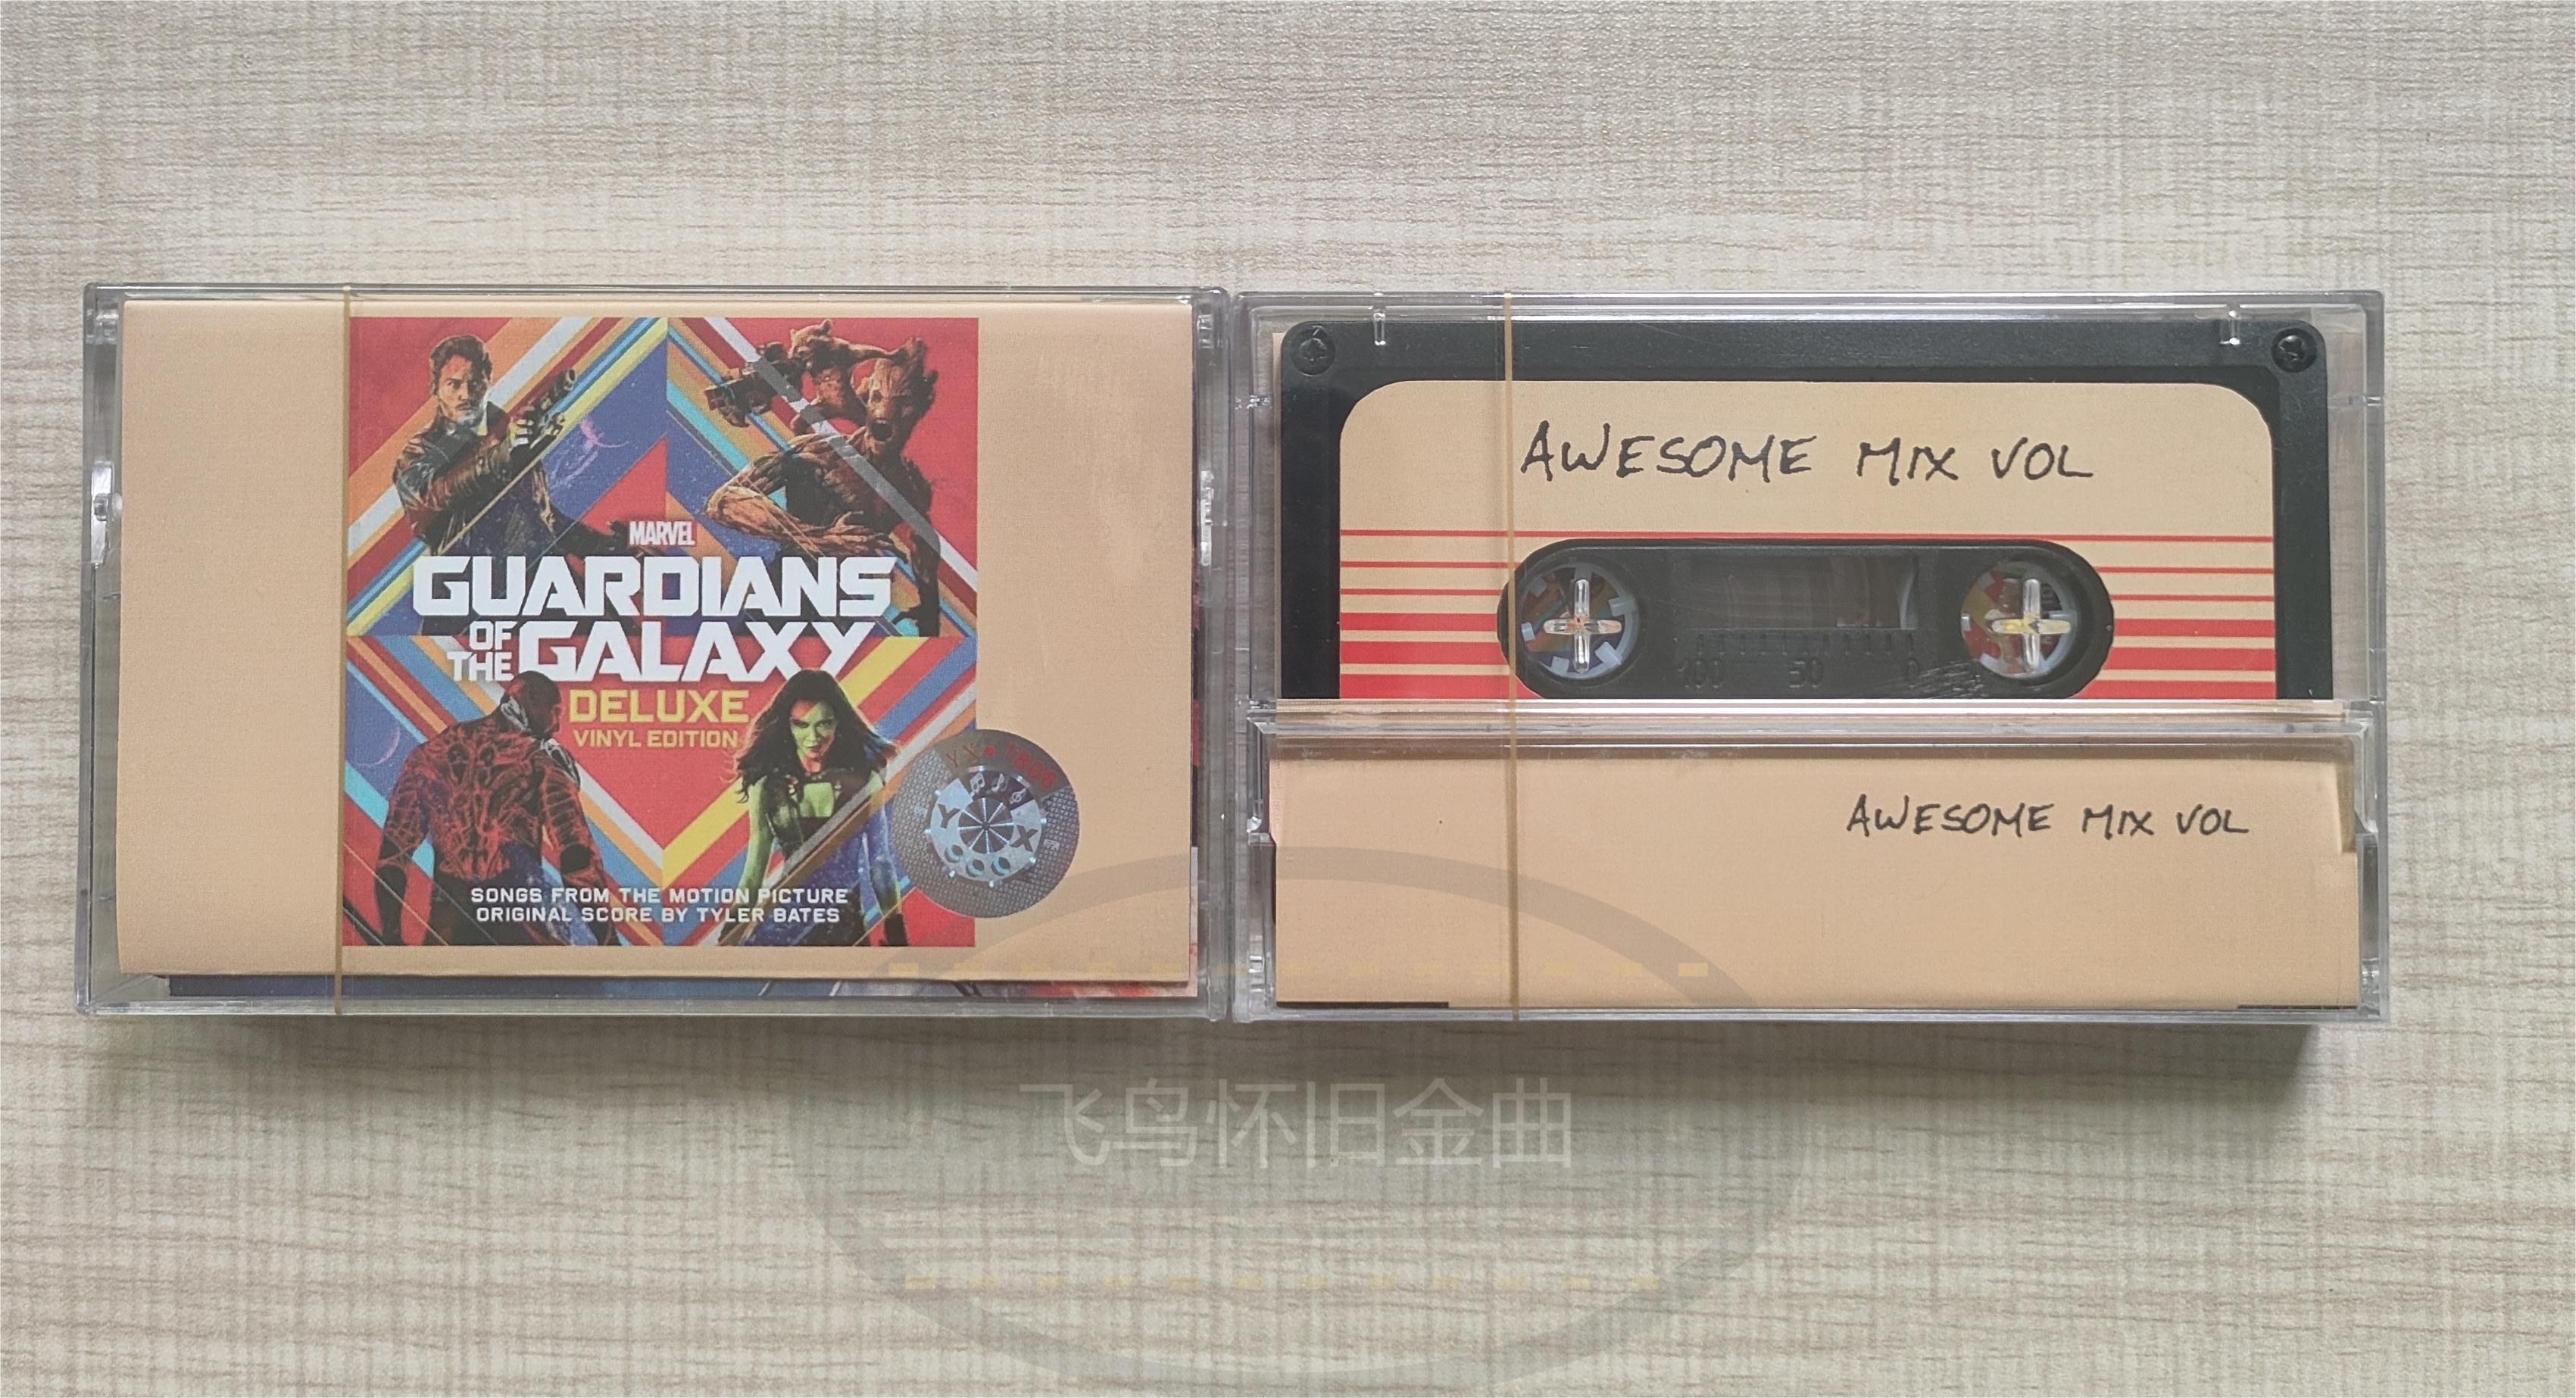 MARVEL
GUARDIANS
OF THE GALAXY
DELUXE
VINYL EDITION
SONGS FROM THE MOTION PICTURE
ORIGINAL SCORE BY TYLER BATES
Y X
AWESOME MIX VOL
100 50 0
AWESOME MIX VOL
飞鸟怀旧金曲